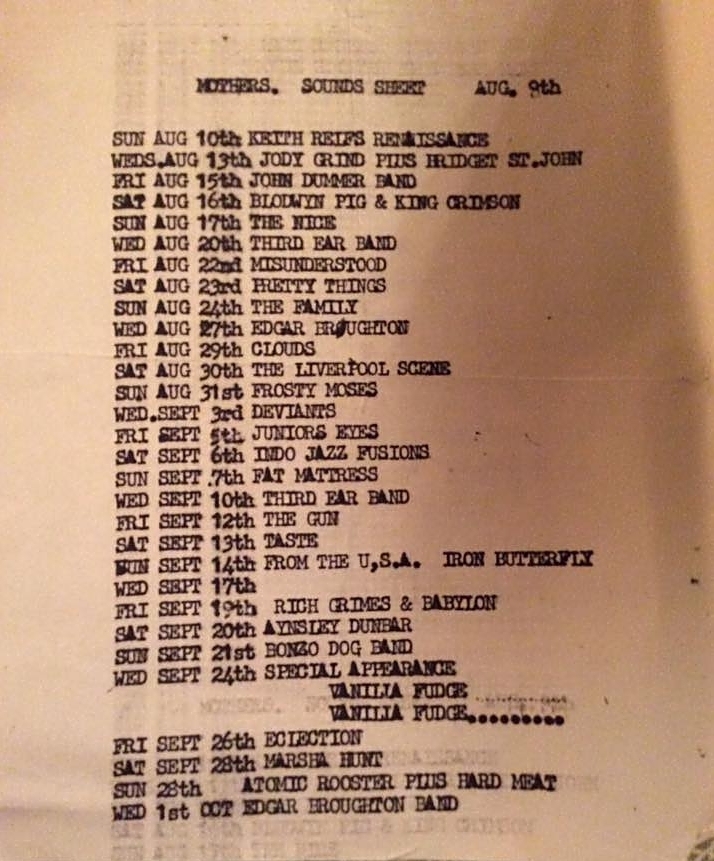 MOTHERS. SOUNDS SHEET AUG. 9th
SUN AUG 10th KEITH RELFS RENAISSANCE
WEDS.AUG 13th JODY GRIND PLUS BRIDGET ST.JOHN
FRI AUG 15th JOHN DUMMER BAND
SAT AUG 16th BLODWYN PIG & KING CRIMSON
SUN AUG 17th THE NICE
WED AUG 20th THIRD EAR BAND
FRI AUG 22nd MISUNDERSTOOD
SAT AUG 23rd PRETTY THINGS
SUN AUG 24th THE FAMILY
WED AUG 27th EDGAR BROUGHTON
FRI AUG 29th CLOUDS
SAT AUG 30th THE LIVERPOOL SCENE
SUN AUG 31st FROSTY MOSES
WED.SEPT 3rd DEVIANTS
FRI SEPT 5th JUNIORS EYES
SAT SEPT 6th INDO JAZZ FUSIONS
SUN SEPT.7th FAT MATTRESS
WED SEPT 10th THIRD EAR BAND
FRI SEPT 12th THE GUN
SAT SEPT 13th TASTE
SUN SEPT 14th FROM THE U,S.A. IRON BUTTERFLY
WED SEPT 17th
FRI SEPT 19th RICH GRIMES & BABYLON
SAT SEPT 20th AYNSLEY DUNBAR
SUN SEPT 21st BONZO DOG BAND
WED SEPT 24th SPECIAL APPEARANCE
VANILIA FUDGE
VANILIA FUDGE..........
FRI SEPT 26th ECLECTION
SAT SEPT 28th MARSHA HUNT
SUN 28th ATOMIC ROOSTER PLUS HARD MEAT
WED 1st OCT EDGAR BROUGHTON BAND